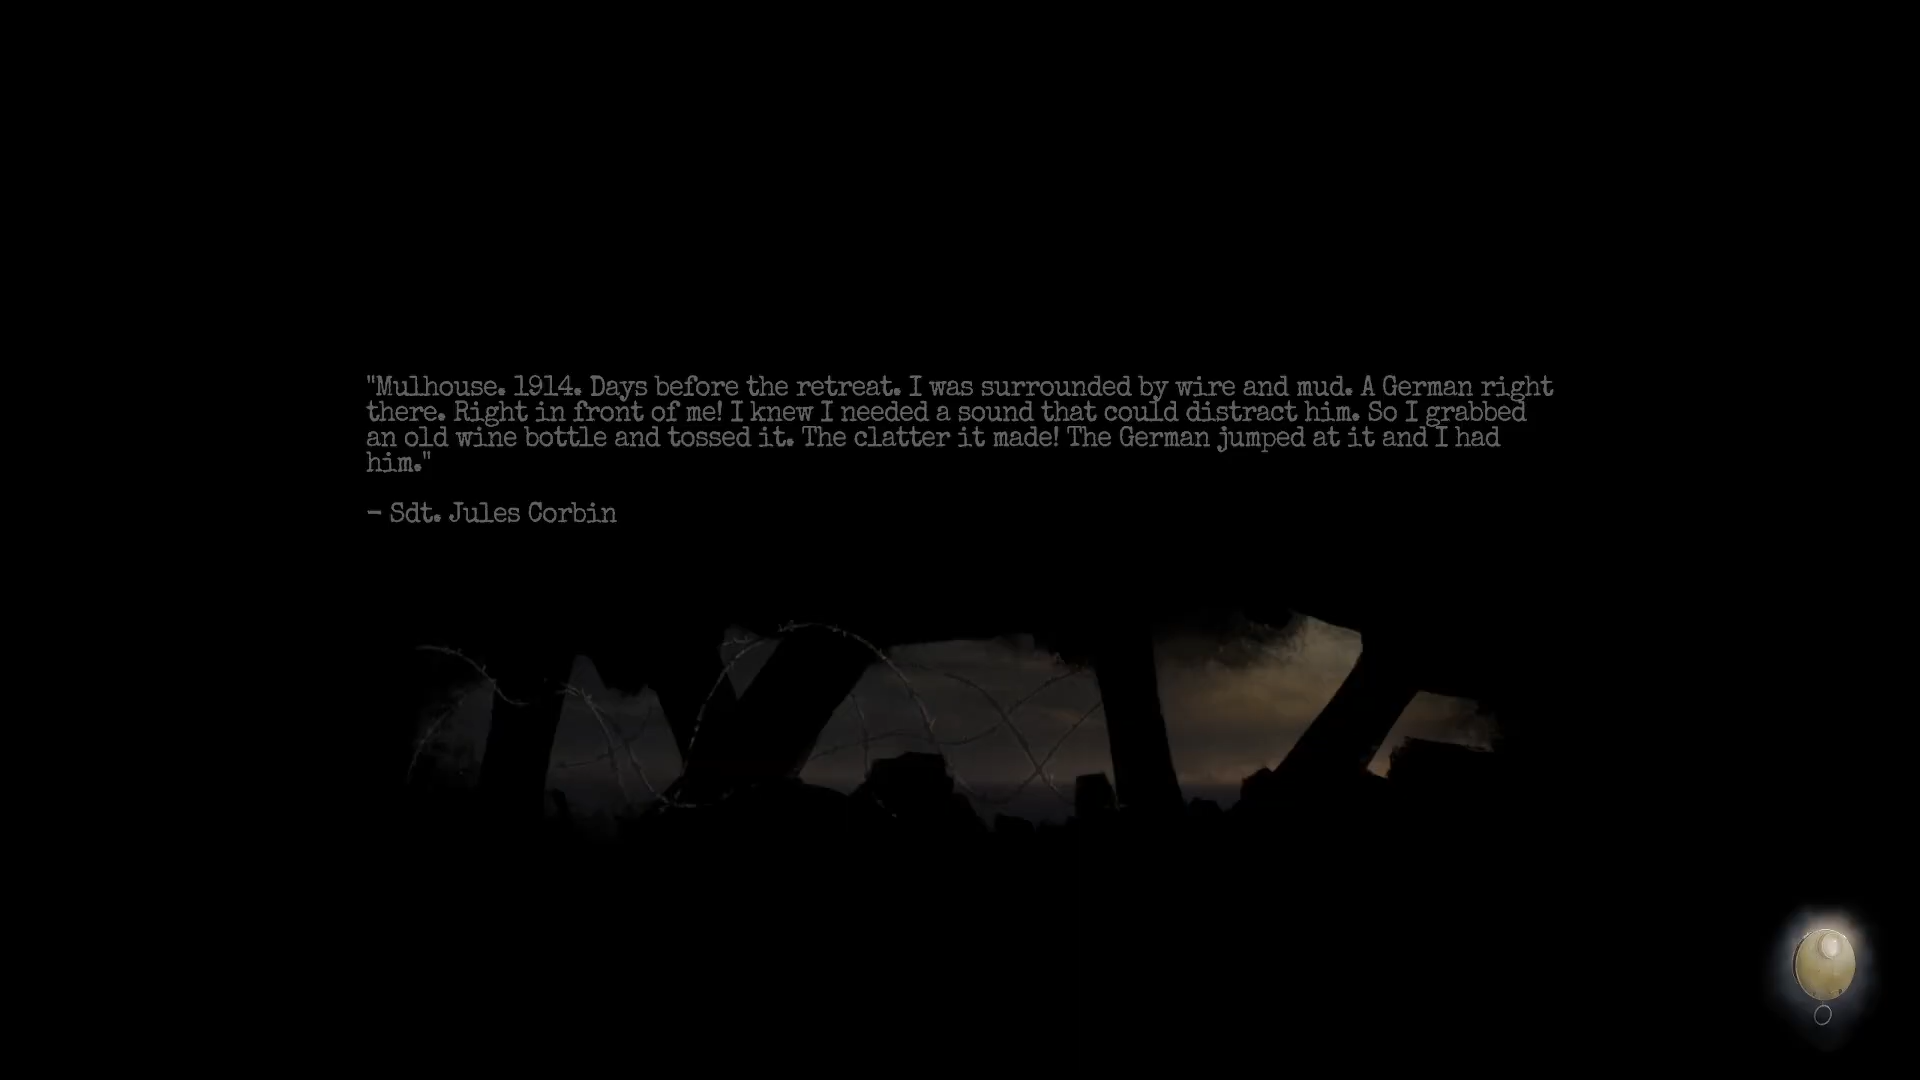 "Mulhouse. 1914. Days before the retreat. I was surrounded by wire and mud. A German right
there. Right in front of me! I knew I needed a sound that could distract him. So I grabbed
an old wine bottle and tossed it. The clatter it made! The German jumped at it and I had
him."
- Sdt. Jules Corbin